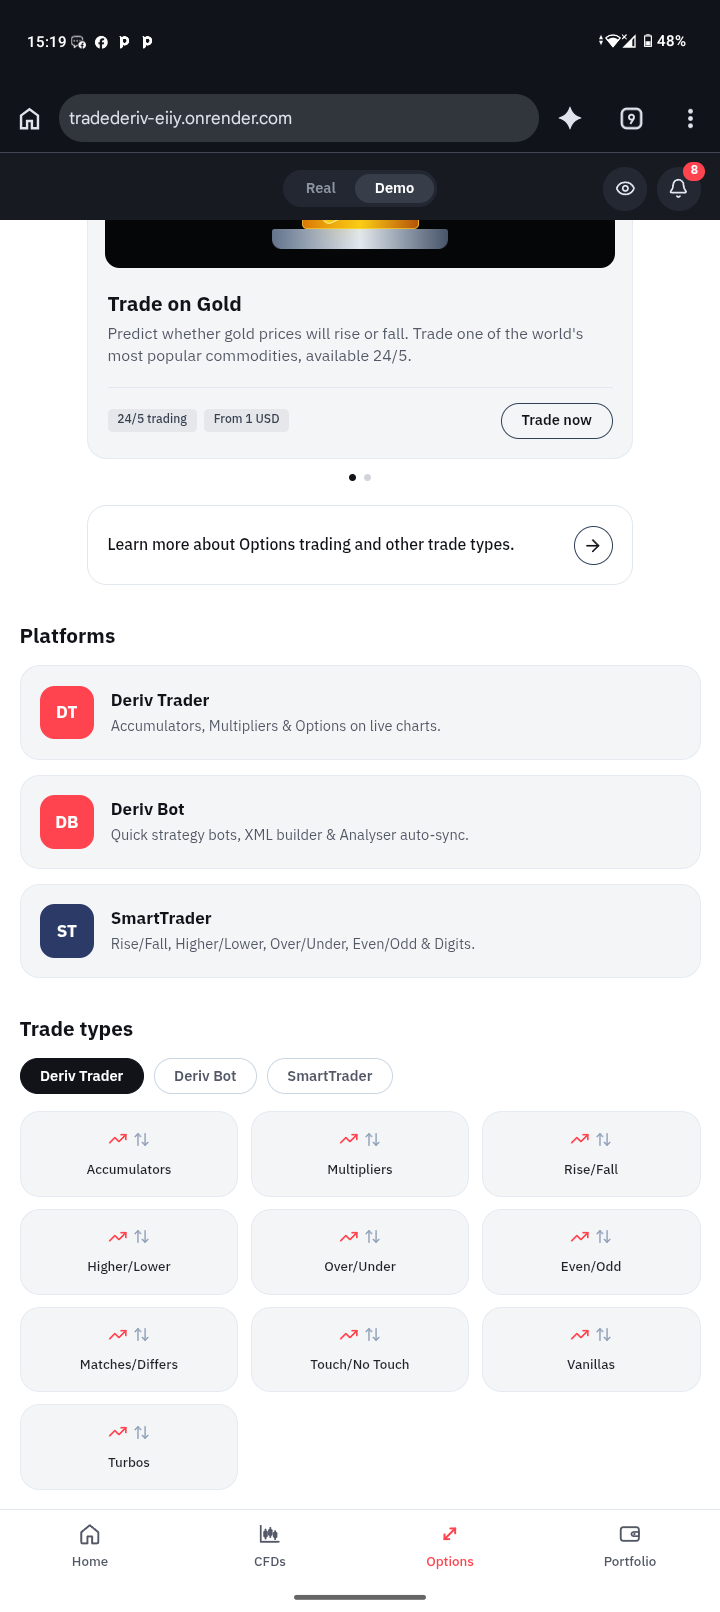 15:19
48%
tradederiv-eiiy.onrender.com
9
Real
Demo
8
Trade on Gold
Predict whether gold prices will rise or fall. Trade one of the world's
most popular commodities, available 24/5.
24/5 trading
From 1 USD
Trade now
Learn more about Options trading and other trade types.
Platforms
DT
Deriv Trader
Accumulators, Multipliers & Options on live charts.
DB
Deriv Bot
Quick strategy bots, XML builder & Analyser auto-sync.
ST
SmartTrader
Rise/Fall, Higher/Lower, Over/Under, Even/Odd & Digits.
Trade types
Deriv Trader
Deriv Bot
SmartTrader
Accumulators
Multipliers
Rise/Fall
Higher/Lower
Over/Under
Even/Odd
Matches/Differs
Touch/No Touch
Vanillas
Turbos
Home
CFDs
Options
Portfolio